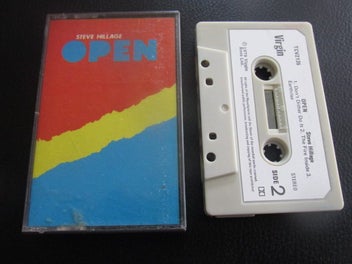 STEVE HILLAGE
OPEN
Virgin
TCV2135
OPEN
Steve Hillage
1. Don't Dither Do It 2. The Fire Inside 3.
Earthrise
STEREO
SIDE 2